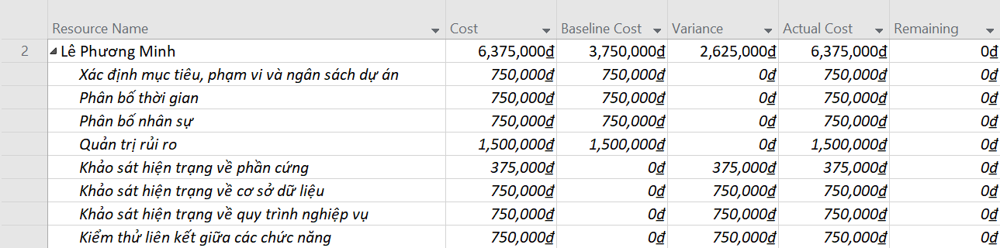 Resource Name Cost Baseline Cost Variance Actual Cost Remaining
2 Lê Phương Minh 6,375,000₫ 3,750,000₫ 2,625,000₫ 6,375,000₫ 0₫
Xác định mục tiêu, phạm vi và ngân sách dự án 750,000₫ 750,000₫ 0₫ 750,000₫ 0₫
Phân bố thời gian 750,000₫ 750,000₫ 0₫ 750,000₫ 0₫
Phân bố nhân sự 750,000₫ 750,000₫ 0₫ 750,000₫ 0₫
Quản trị rủi ro 1,500,000₫ 1,500,000₫ 0₫ 1,500,000₫ 0₫
Khảo sát hiện trạng về phần cứng 375,000₫ 0₫ 375,000₫ 375,000₫ 0₫
Khảo sát hiện trạng về cơ sở dữ liệu 750,000₫ 0₫ 750,000₫ 750,000₫ 0₫
Khảo sát hiện trạng về quy trình nghiệp vụ 750,000₫ 0₫ 750,000₫ 750,000₫ 0₫
Kiểm thử liên kết giữa các chức năng 750,000₫ 0₫ 750,000₫ 750,000₫ 0₫